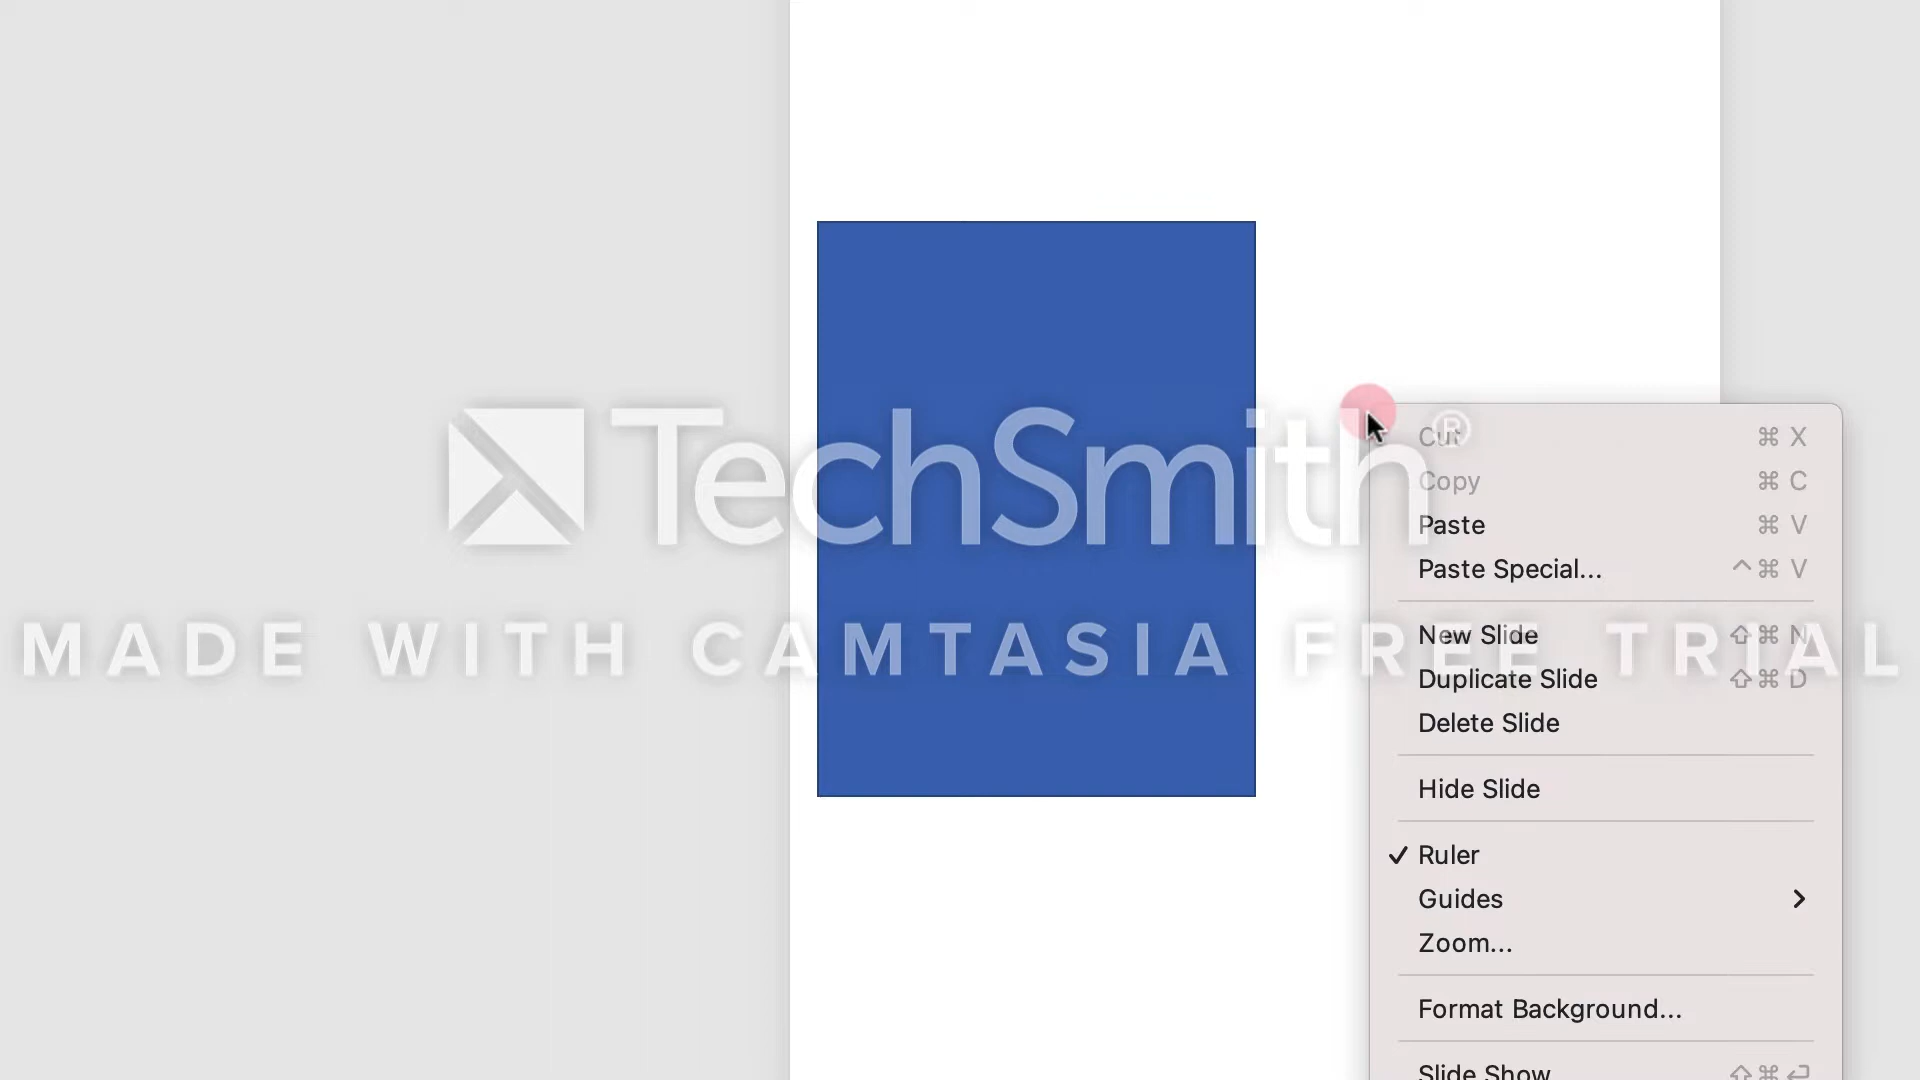 Cut ⌘ X
Copy ⌘ C
Paste ⌘ V
Paste Special... ^⌘ V
New Slide ⇧⌘ N
Duplicate Slide ⇧⌘ D
Delete Slide
Hide Slide
✓ Ruler
Guides >
Zoom...
Format Background...
Slide Show ⇧⌘↩
TechSmith®
MADE WITH CAMTASIA FREE TRIAL